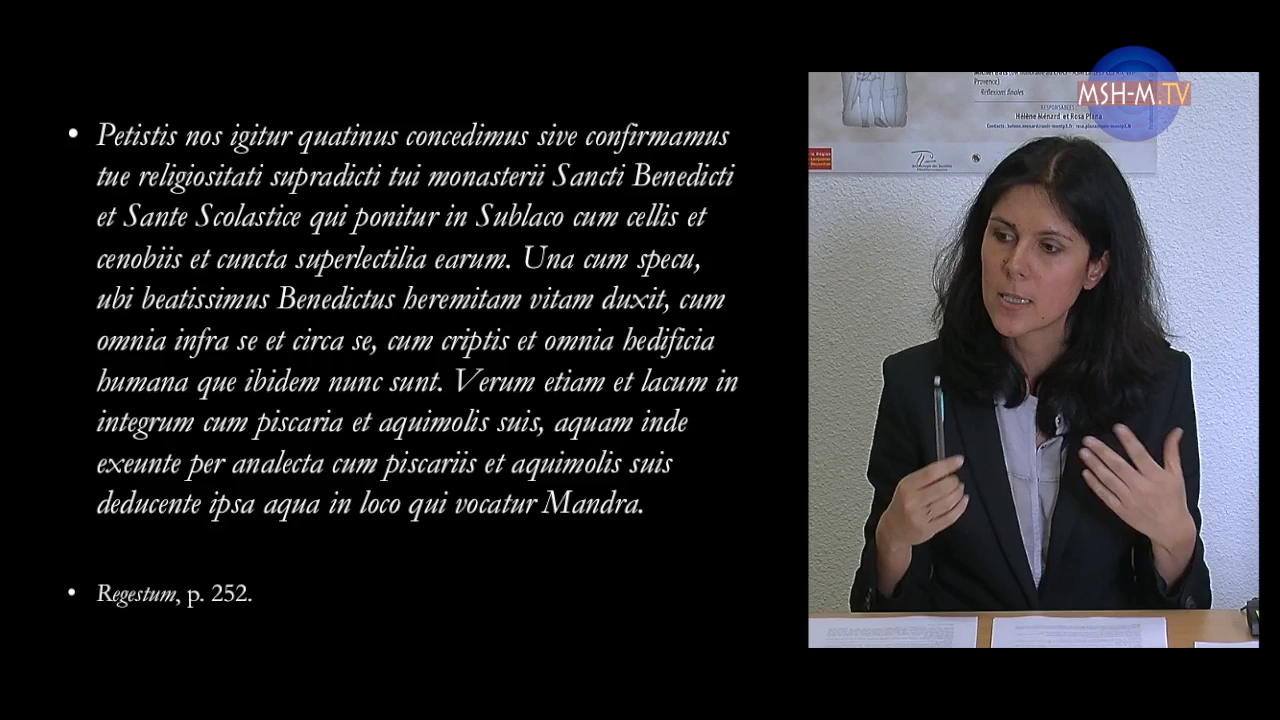 • Petistis nos igitur quatinus concedimus sive confirmamus
tue religiositati supradicti tui monasterii Sancti Benedicti
et Sante Scolastice qui ponitur in Sublaco cum cellis et
cenobiis et cuncta superlectilia earum. Una cum specu,
ubi beatissimus Benedictus heremitam vitam duxit, cum
omnia infra se et circa se, cum criptis et omnia hedificia
humana que ibidem nunc sunt. Verum etiam et lacum in
integrum cum piscaria et aquimolis suis, aquam inde
exeunte per analecta cum piscariis et aquimolis suis
deducente ipsa aqua in loco qui vocatur Mandra.
• Regestum, p. 252.
Provence)
Réflexions finales
MSH-M.TV
RESPONSABLES
Hélène Ménard et Rosa Plana